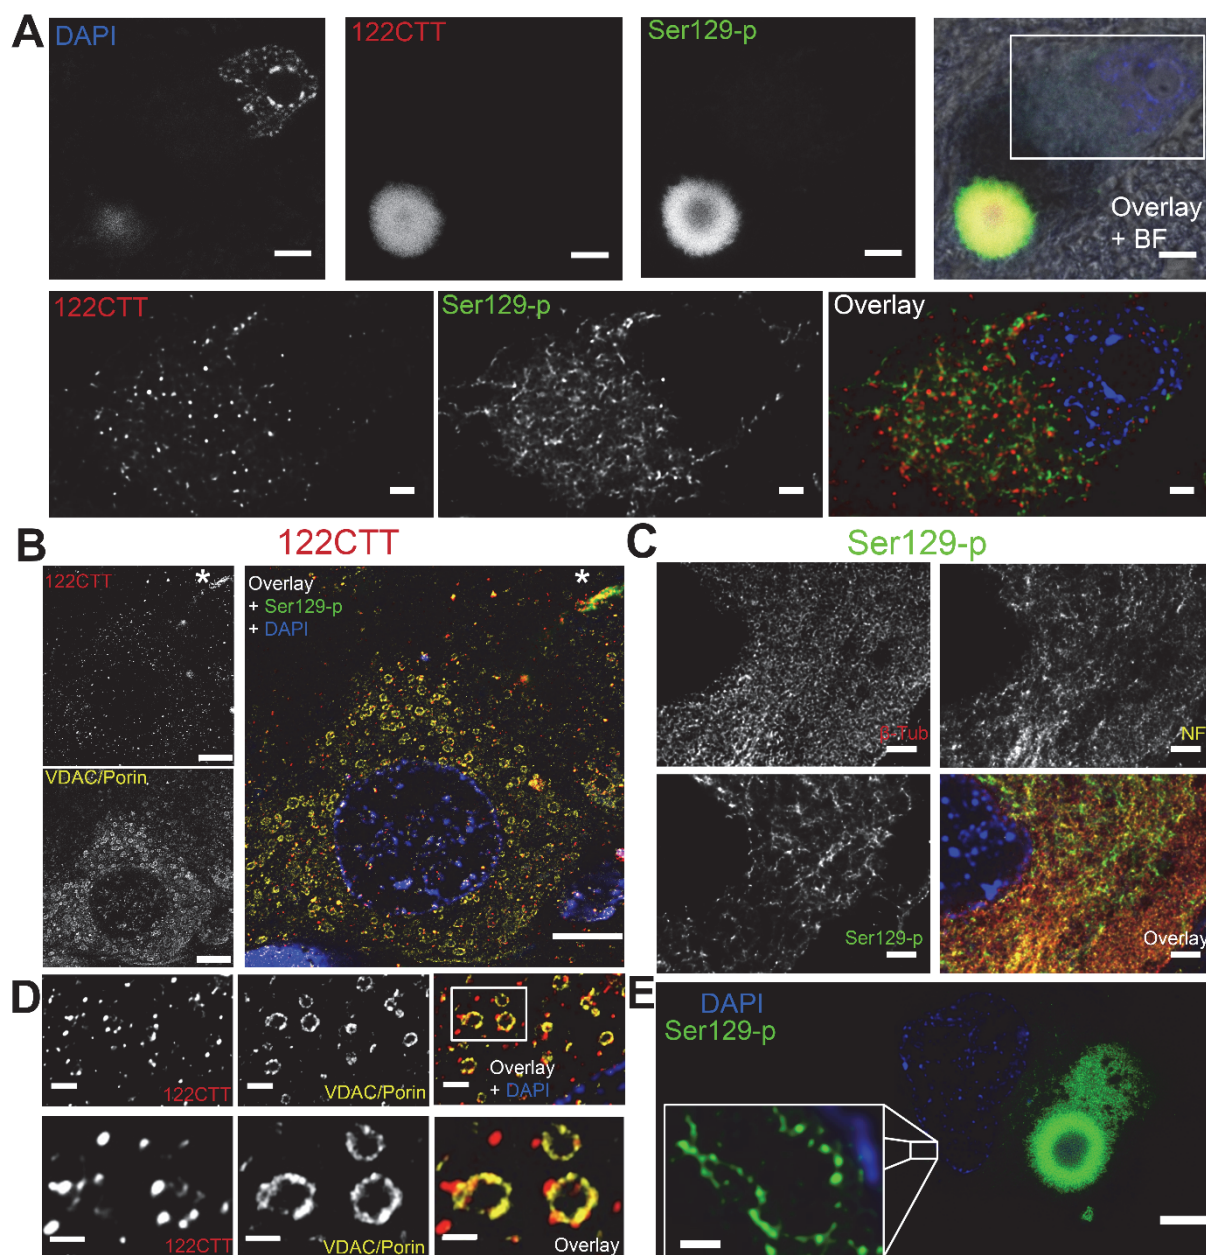 A
DAPI
122CTT
Ser129-p
Overlay
+ BF
122CTT
Ser129-p
Overlay
B
122CTT
122CTT
*
Overlay
+ Ser129-p
+ DAPI
*
VDAC/Porin
C
Ser129-p
β-Tub
NF
Ser129-p
Overlay
D
122CTT
VDAC/Porin
Overlay
+ DAPI
122CTT
VDAC/Porin
Overlay
E
DAPI
Ser129-p